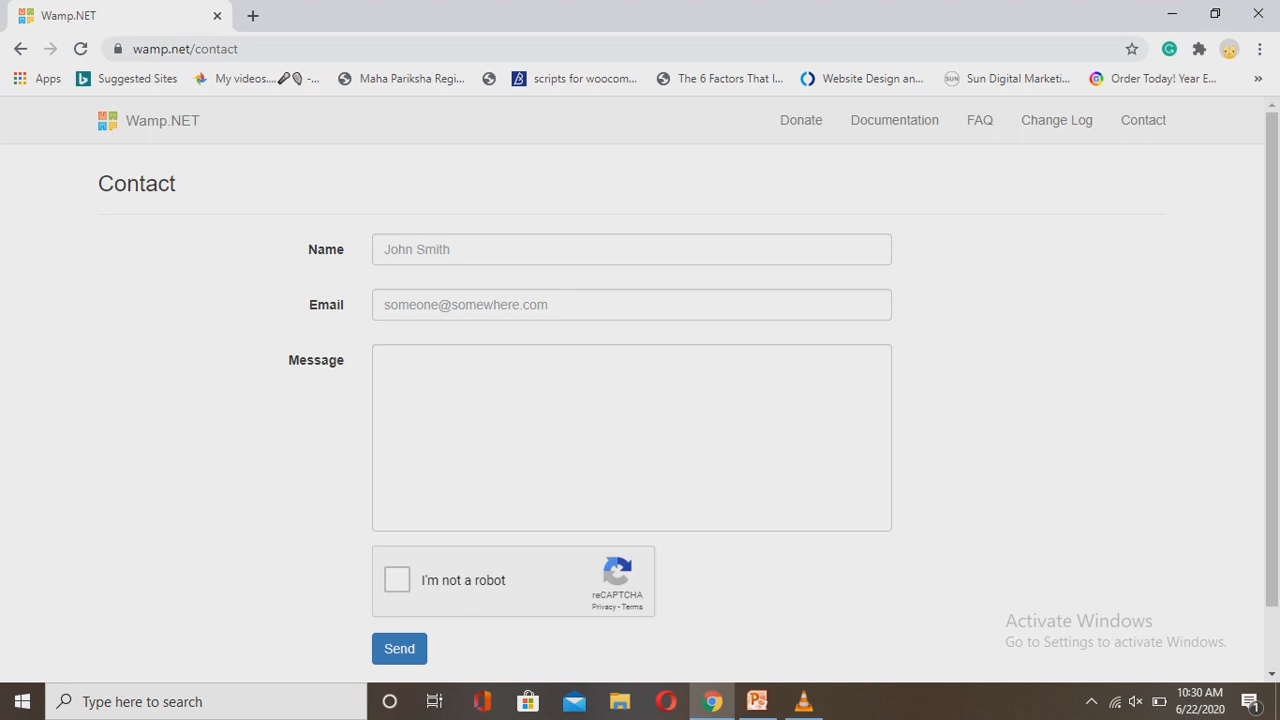 Wamp.NET
wamp.net/contact
Apps
Suggested Sites
My videos.... -...
Maha Pariksha Regi...
scripts for woocom...
The 6 Factors That I...
Website Design an...
SUN
Sun Digital Marketi...
Order Today! Year E...
»
Wamp.NET
Donate
Documentation
FAQ
Change Log
Contact
Contact
Name
John Smith
Email
someone@somewhere.com
Message
I'm not a robot
reCAPTCHA
Privacy - Terms
Send
Activate Windows
Go to Settings to activate Windows.
Type here to search
10:30 AM
6/22/2020
1